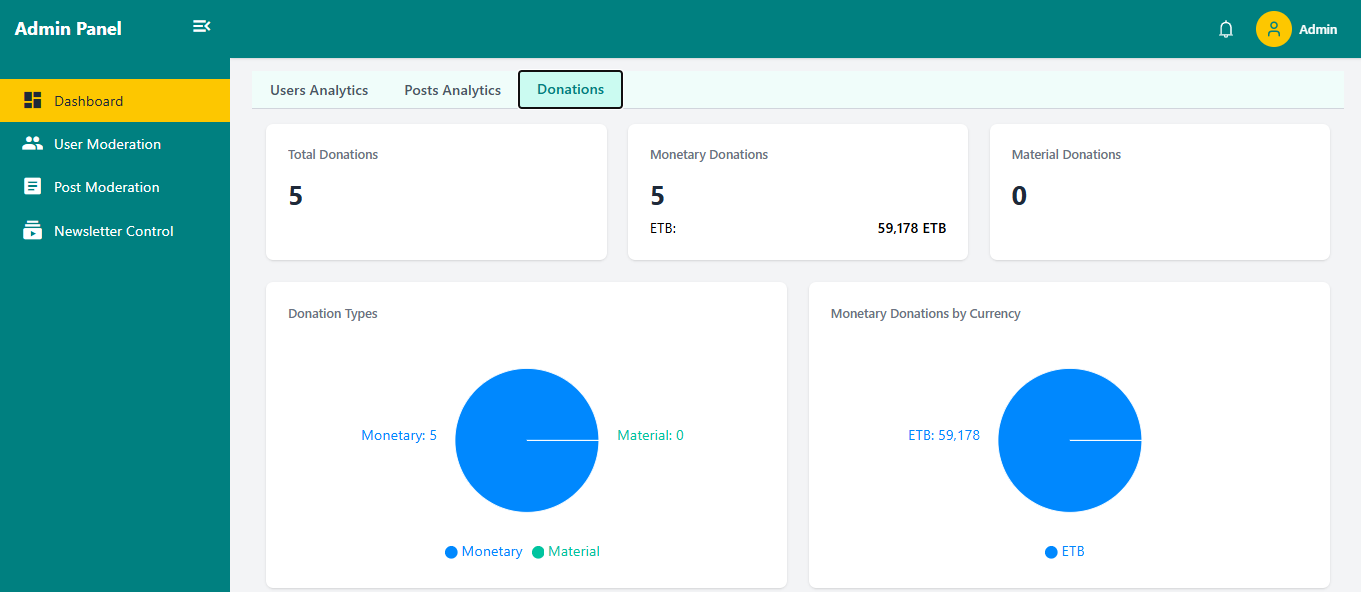 Admin Panel
Admin
Dashboard
User Moderation
Post Moderation
Newsletter Control
Users Analytics
Posts Analytics
Donations
Total Donations
5
Monetary Donations
5
ETB:
59,178 ETB
Material Donations
0
Donation Types
Monetary: 5
Material: 0
Monetary
Material
Monetary Donations by Currency
ETB: 59,178
ETB